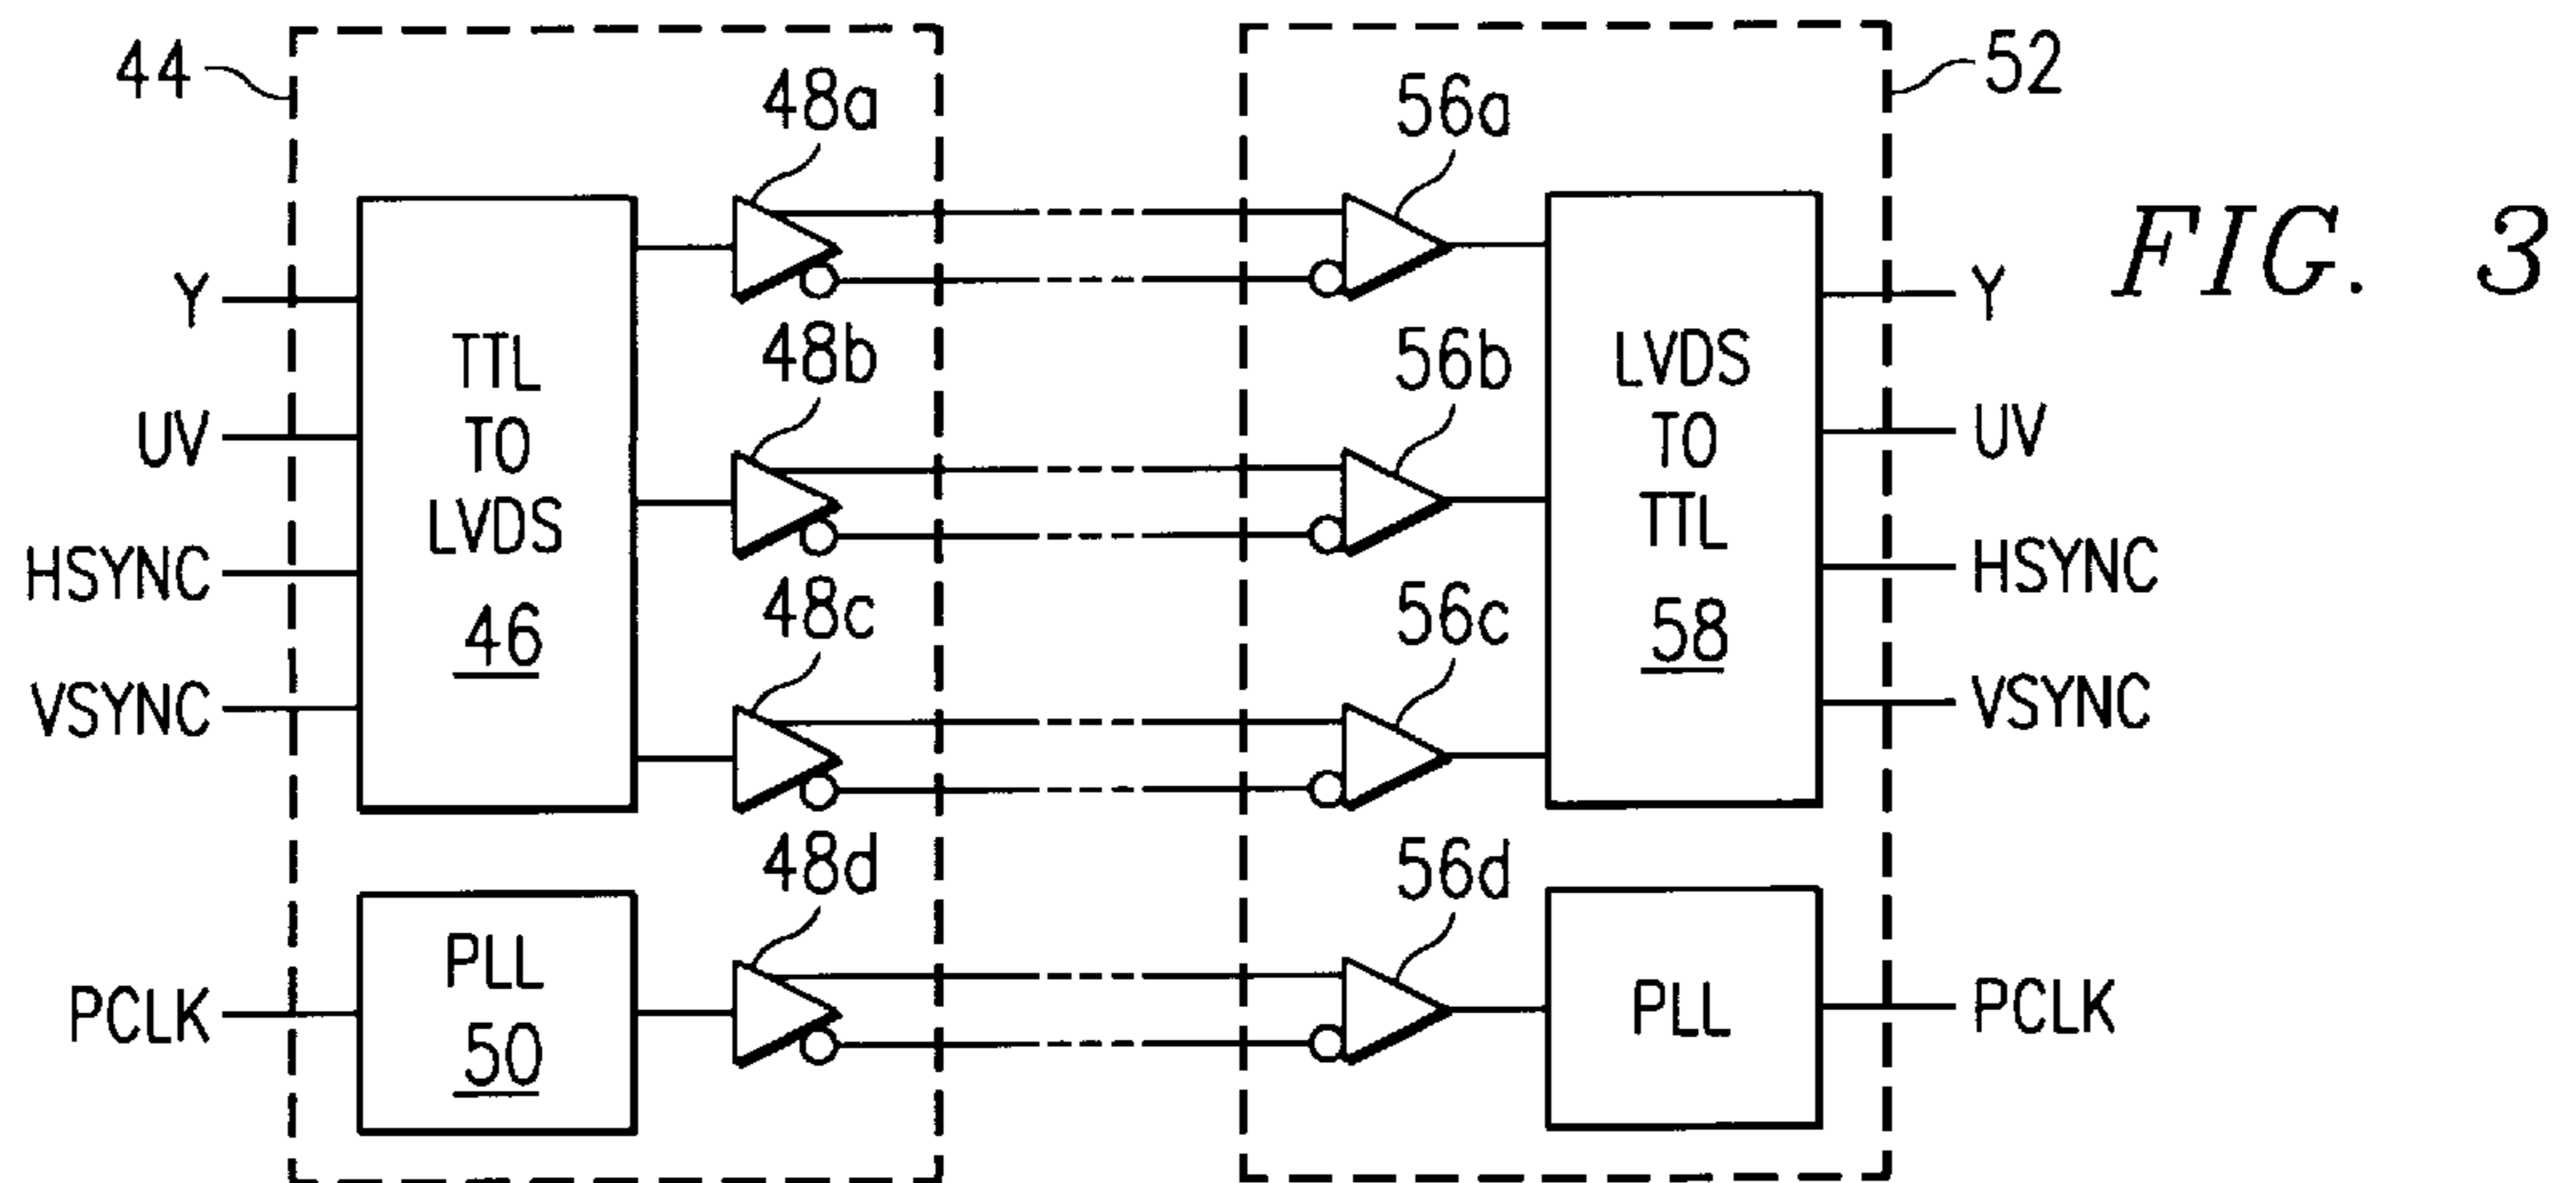 44
48a
56a
52
FIG. 3
Y
TTL
TO
LVDS
46
UV
HSYNC
VSYNC
48b
48c
48d
56b
56c
56d
LVDS
TO
TTL
58
Y
UV
HSYNC
VSYNC
PCLK
PLL
50
PLL
PCLK